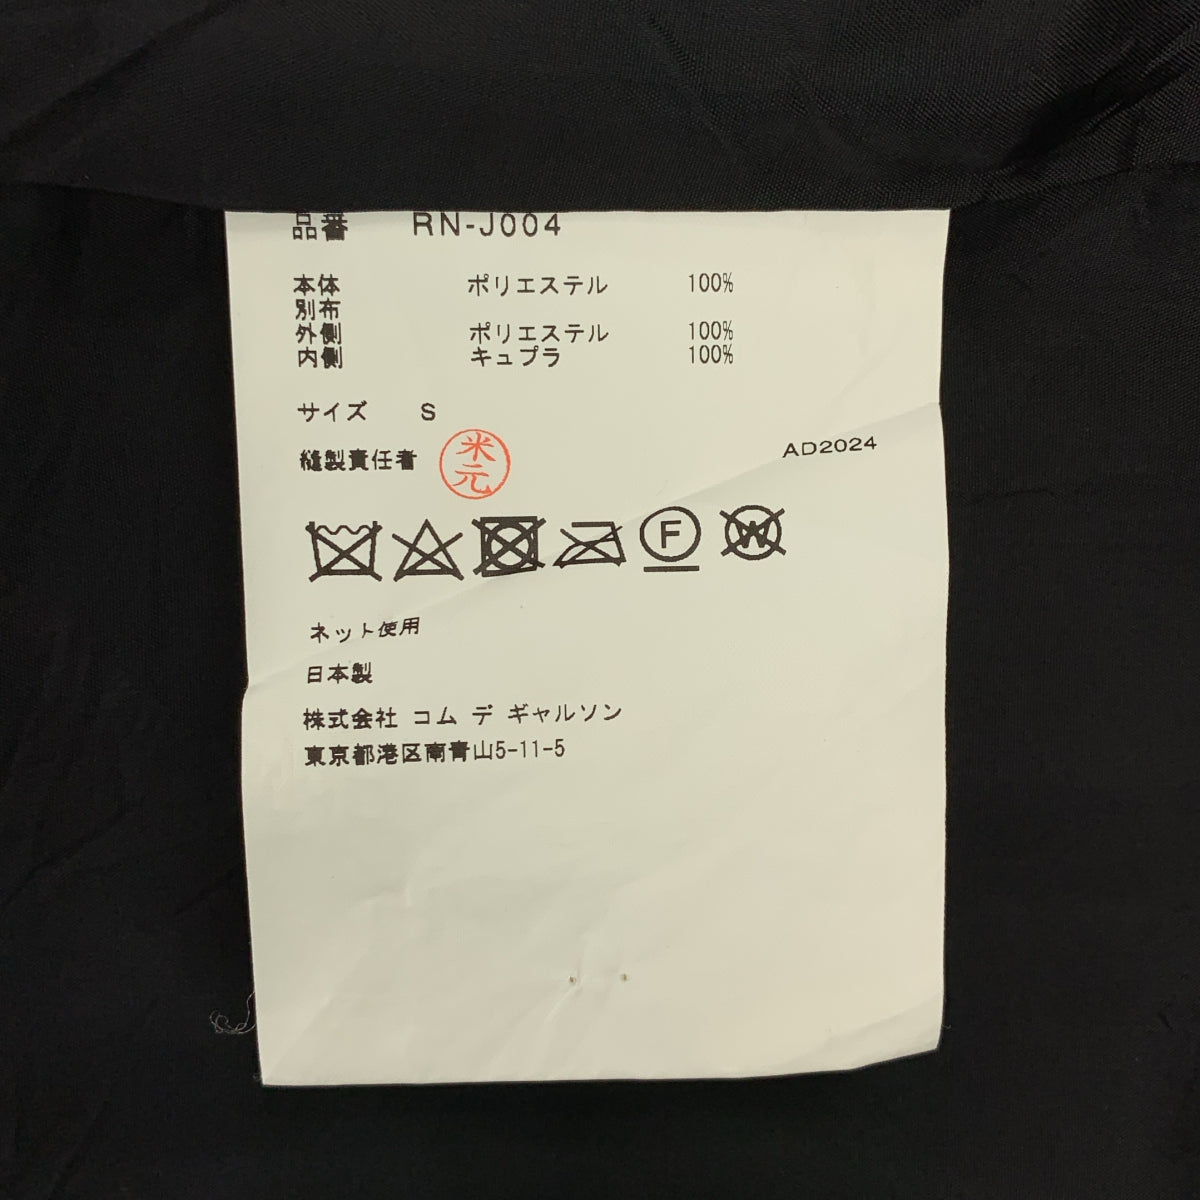 品番 RN-J004
本体 ポリエステル 100%
別布
外側 ポリエステル 100%
内側 キュプラ 100%
サイズ S
縫製責任者 米元 AD2024
F W
ネット使用
日本製
株式会社 コム デ ギャルソン
東京都港区南青山5-11-5